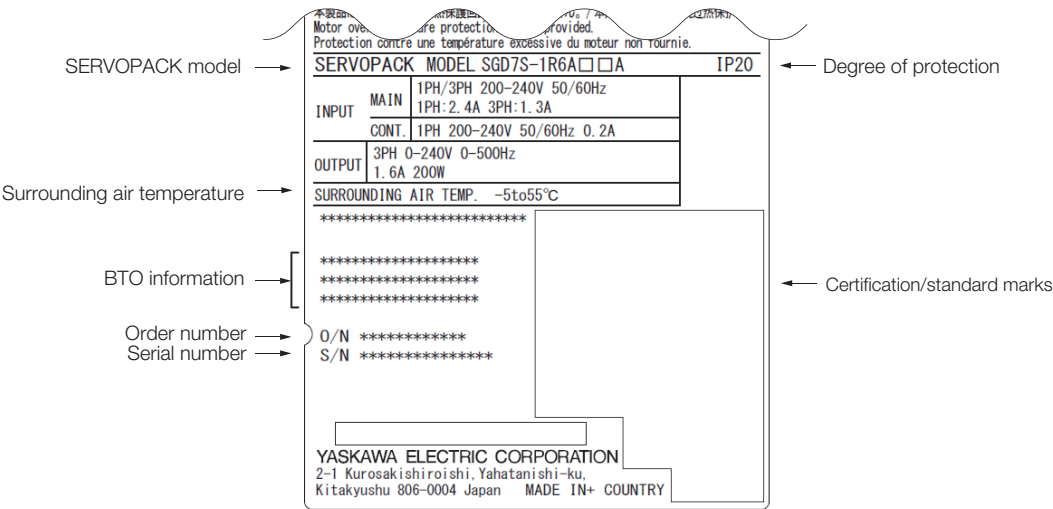 Motor ove re protectio provided.
Protection contre une température excessive du moteur non fournie.
SERVOPACK model
SERVOPACK MODEL SGD7S-1R6A□□A IP20
Degree of protection
INPUT
MAIN
1PH/3PH 200-240V 50/60Hz
1PH:2.4A 3PH:1.3A
CONT.
1PH 200-240V 50/60Hz 0.2A
OUTPUT
3PH 0-240V 0-500Hz
1.6A 200W
Surrounding air temperature
SURROUNDING AIR TEMP. -5to55℃
**************************
BTO information
********************
********************
********************
Certification/standard marks
Order number
O/N ************
Serial number
S/N ***************
YASKAWA ELECTRIC CORPORATION
2-1 Kurosakishiroishi,Yahatanishi-ku,
Kitakyushu 806-0004 Japan MADE IN+ COUNTRY